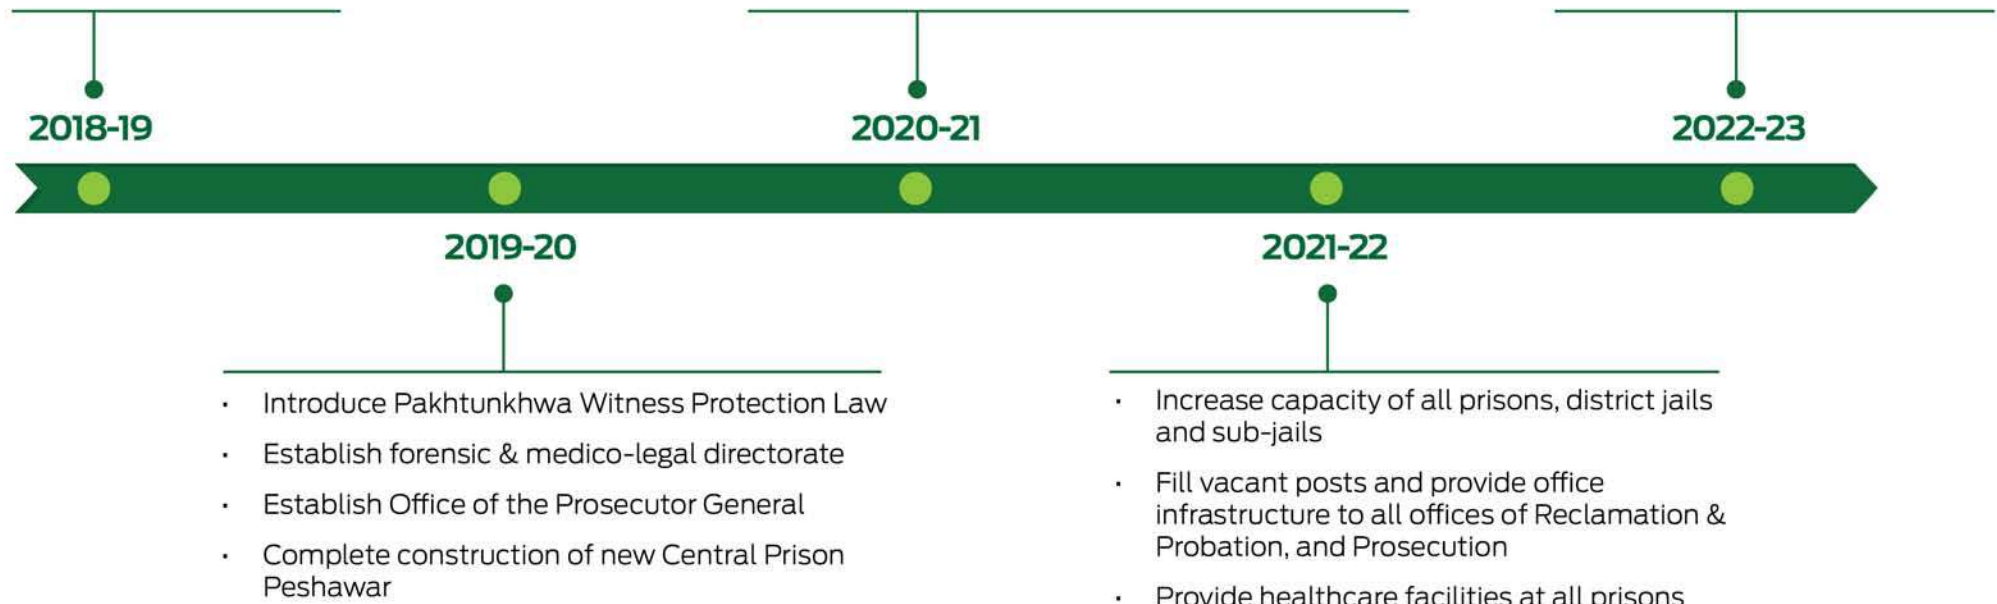 2018-19
2020-21
2022-23
2019-20
2021-22
· Introduce Pakhtunkhwa Witness Protection Law
· Establish forensic & medico-legal directorate
· Establish Office of the Prosecutor General
· Complete construction of new Central Prison
Peshawar
· Increase capacity of all prisons, district jails
and sub-jails
· Fill vacant posts and provide office
infrastructure to all offices of Reclamation &
Probation, and Prosecution
· Provide healthcare facilities at all prisons